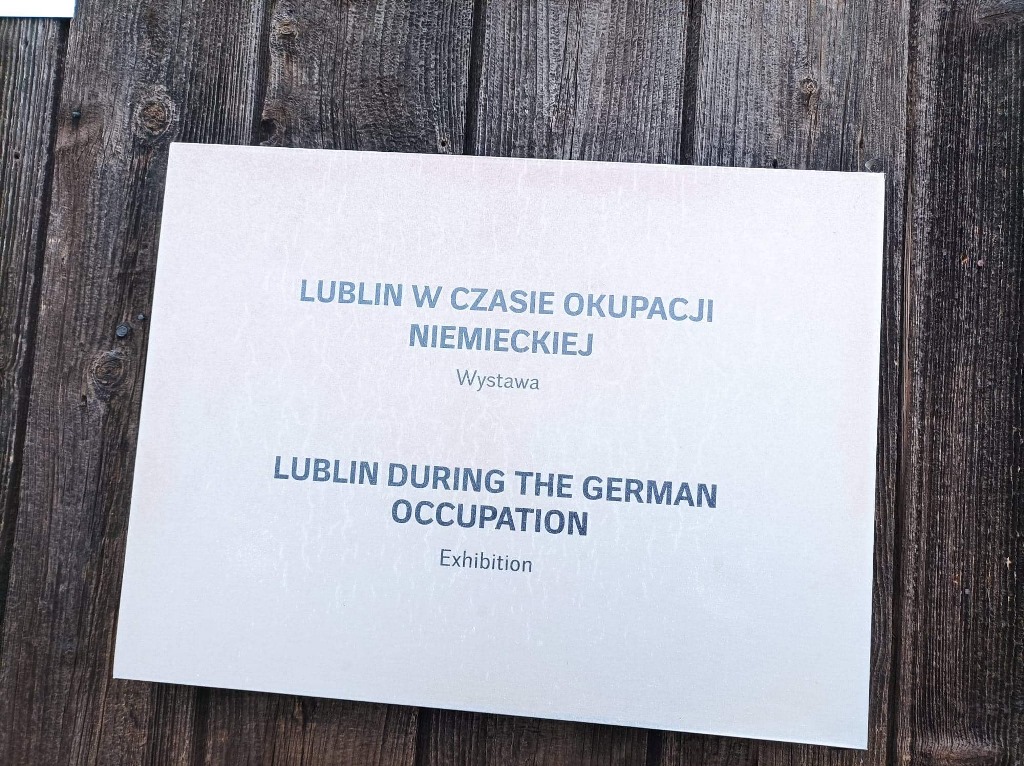 LUBLIN W CZASIE OKUPACJI
NIEMIECKIEJ
Wystawa
LUBLIN DURING THE GERMAN
OCCUPATION
Exhibition